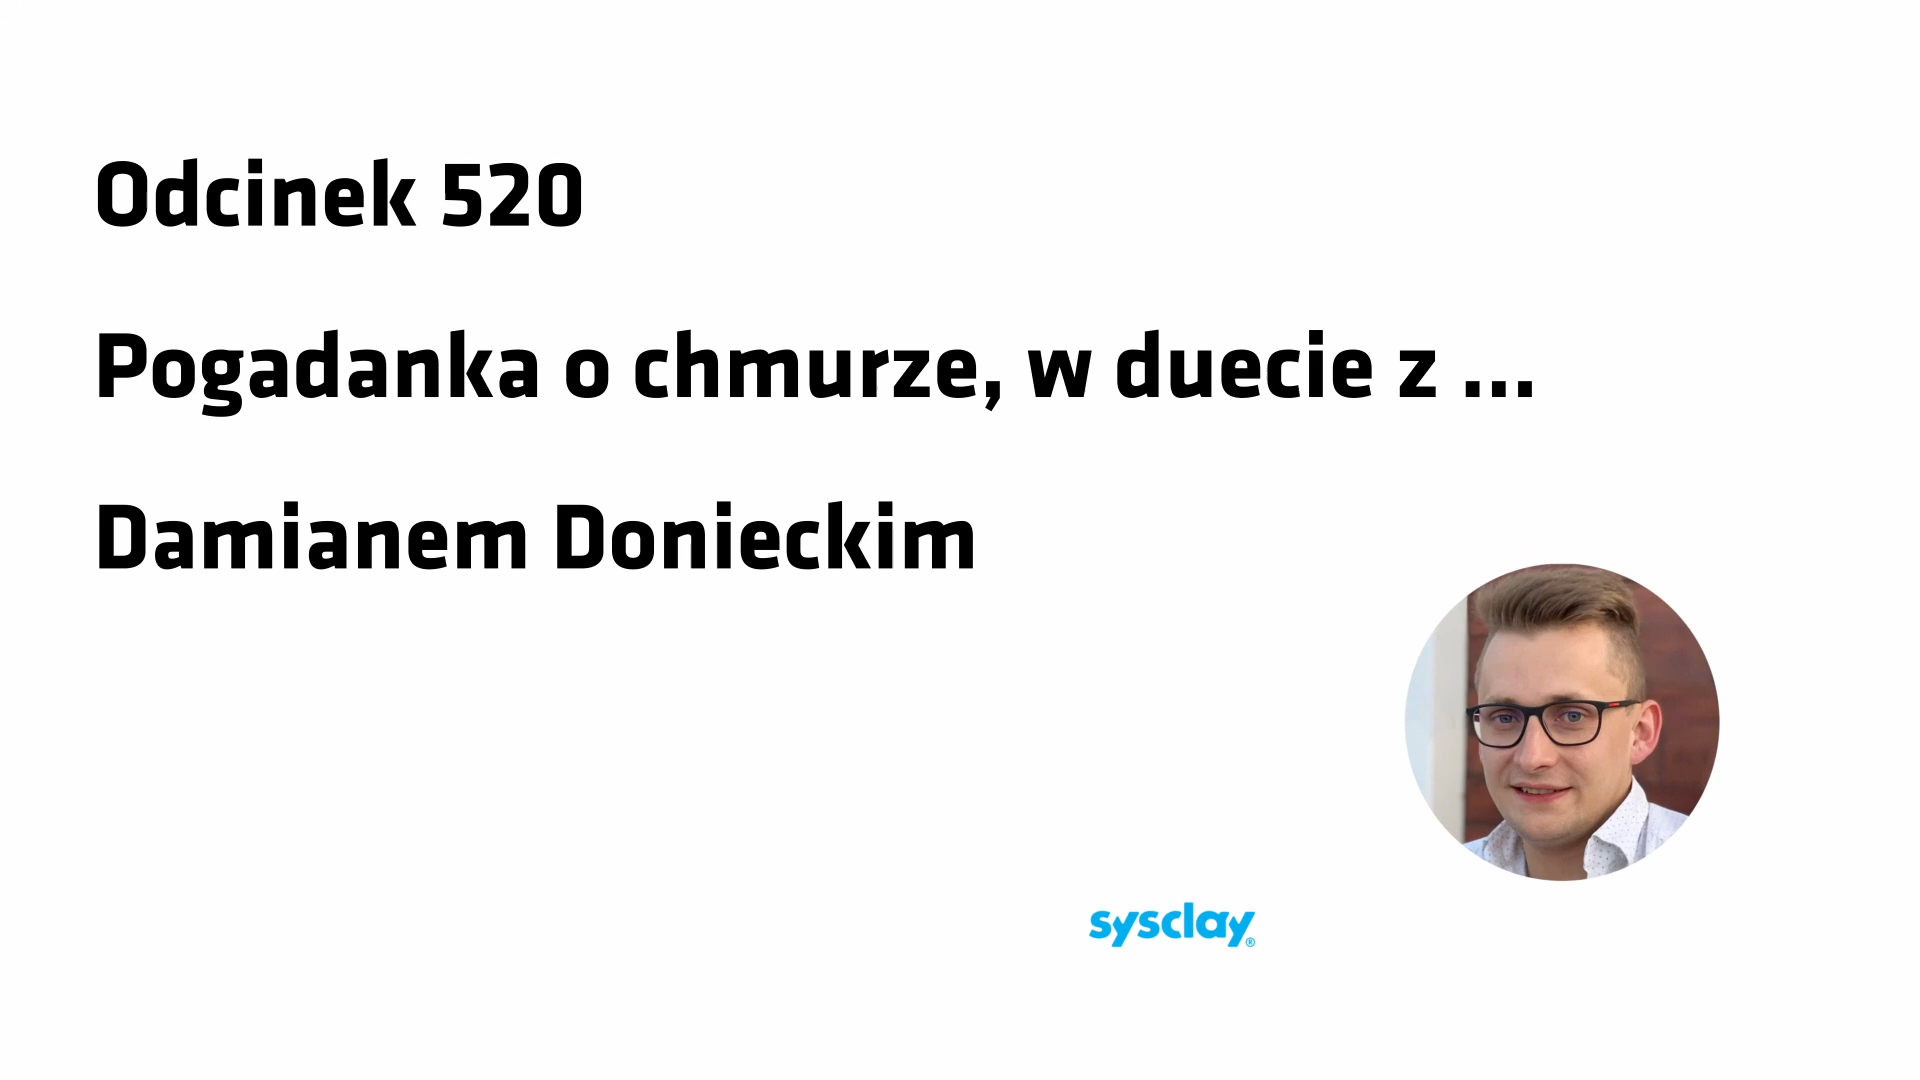 Odcinek 520
Pogadanka o chmurze, w duecie z ...
Damianem Donieckim
sysclay®